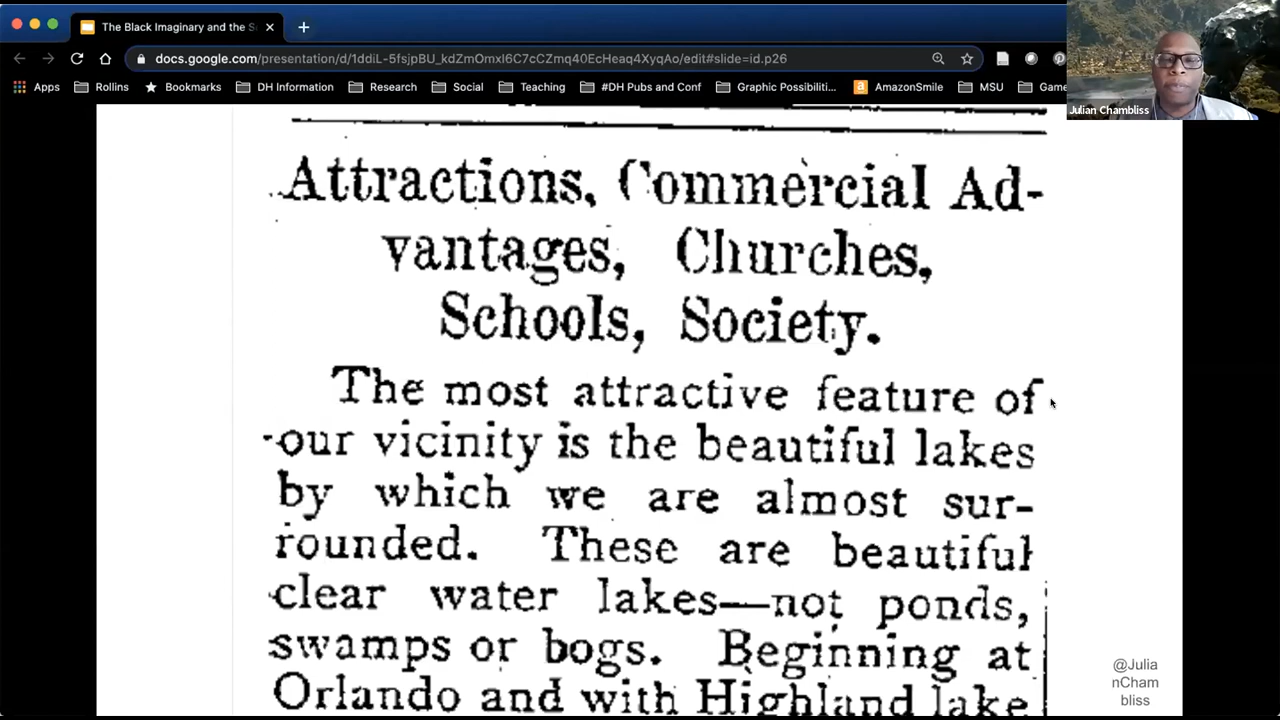 The Black Imaginary and the S
docs.google.com/presentation/d/1ddiL-5fsjpBU_kdZmOmxI6C7cCZmq40EcHeaq4XyqAo/edit#slide=id.p26
Apps Rollins Bookmarks DH Information Research Social Teaching #DH Pubs and Conf Graphic Possibiliti... AmazonSmile MSU Game
Julian Chambliss
Attractions, Commercial Ad-
vantages, Churches,
Schools, Society.
The most attractive feature of
our vicinity is the beautiful lakes
by which we are almost sur-
rounded. These are beautiful
clear water lakes—not ponds,
swamps or bogs. Beginning at
Orlando and with Highland lake
@Julia
nCham
bliss